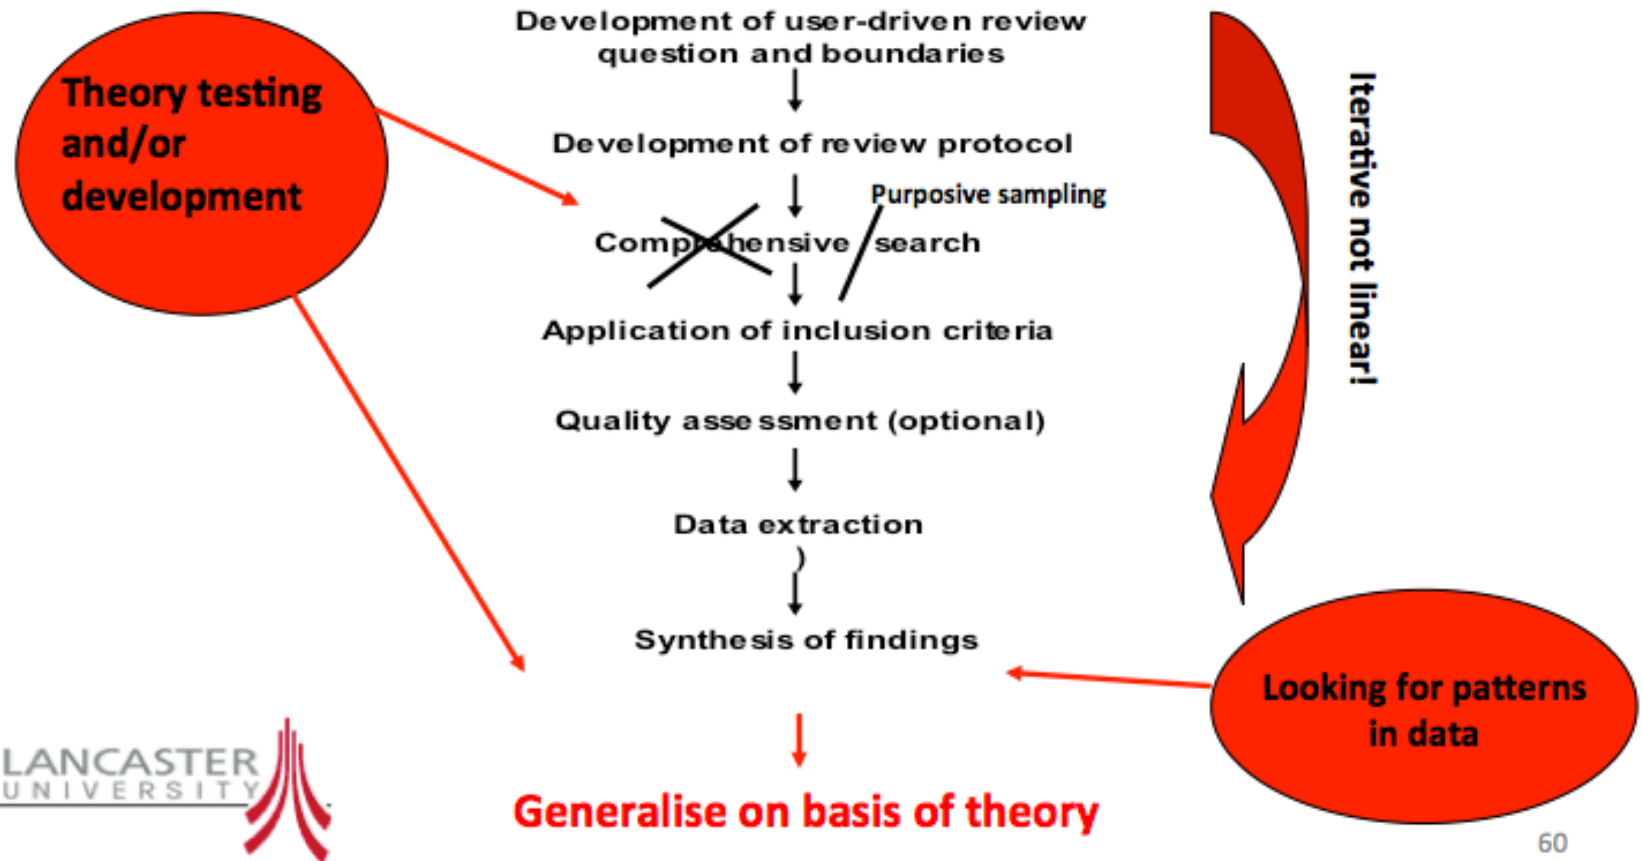 Development of user-driven review
question and boundaries
Theory testing
and/or
development
Development of review protocol
Purposive sampling
Comprehensive search
Application of inclusion criteria
Quality assessment (optional)
Data extraction
)
Synthesis of findings
Iterative not linear!
Looking for patterns
in data
Generalise on basis of theory
LANCASTER
UNIVERSITY
60